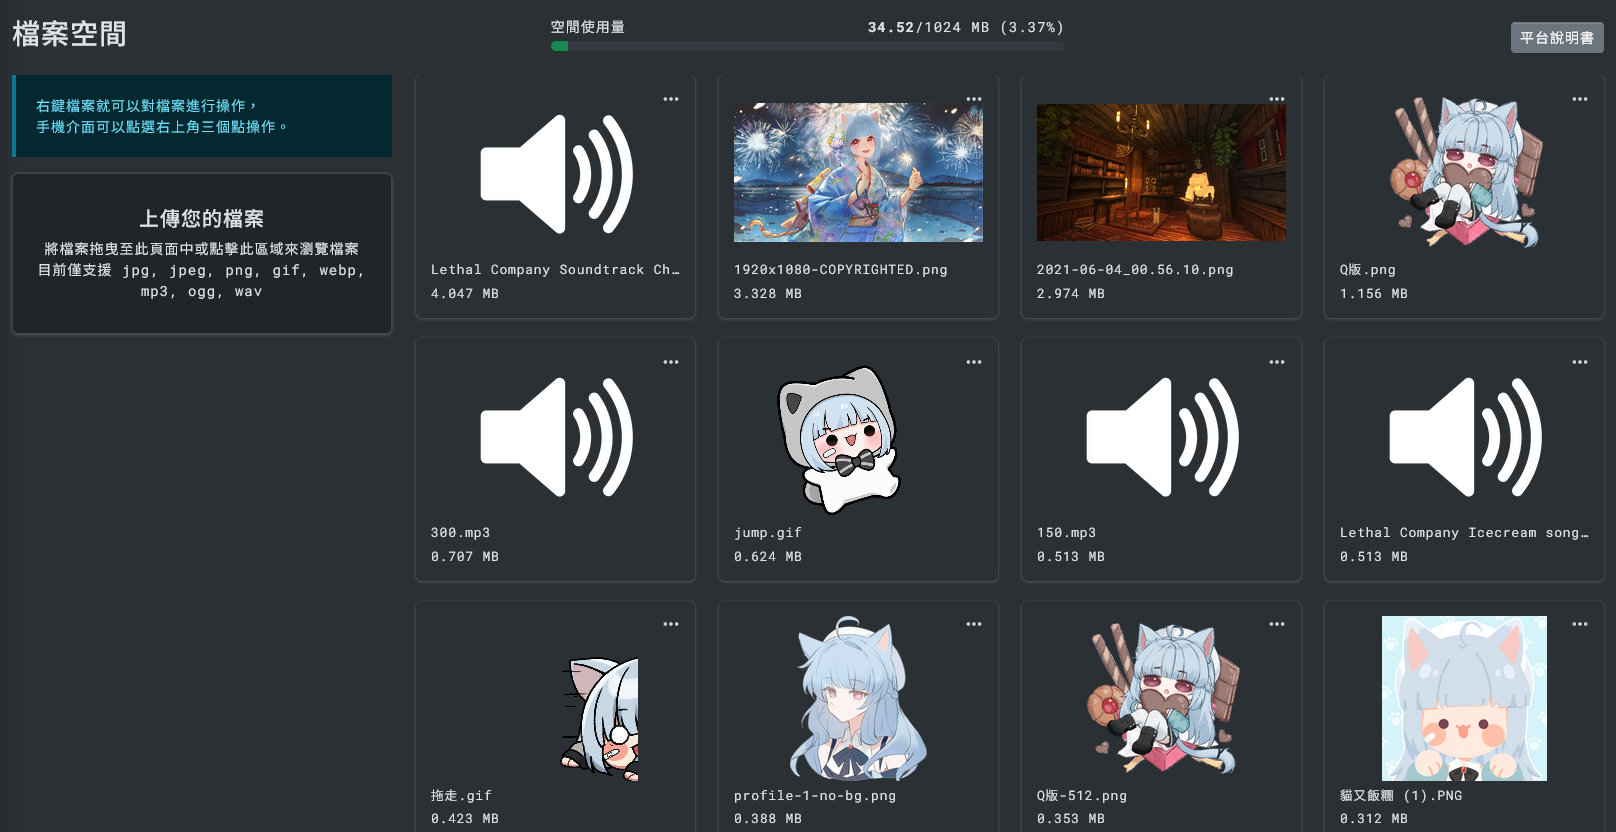 檔案空間
空間使用量
34.52/1024 MB (3.37%)
平台說明書
右鍵檔案就可以對檔案進行操作，
手機介面可以點選右上角三個點操作。
上傳您的檔案
將檔案拖曳至此頁面中或點擊此區域來瀏覽檔案
目前僅支援 jpg, jpeg, png, gif, webp,
mp3, ogg, wav
Lethal Company Soundtrack Ch…
4.047 MB
1920x1080-COPYRIGHTED.png
3.328 MB
2021-06-04_00.56.10.png
2.974 MB
Q版.png
1.156 MB
300.mp3
0.707 MB
jump.gif
0.624 MB
150.mp3
0.513 MB
Lethal Company Icecream song…
0.513 MB
拖走.gif
0.423 MB
profile-1-no-bg.png
0.388 MB
Q版-512.png
0.353 MB
貓又飯糰 (1).PNG
0.312 MB